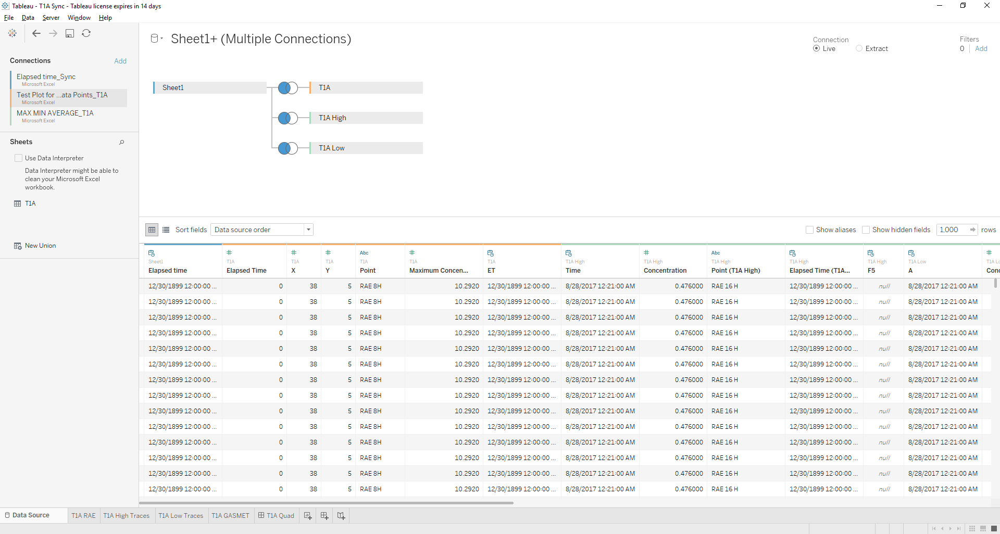 Tableau - T1A Sync - Tableau license expires in 14 days
File Data Server Window Help
Sheet1+ (Multiple Connections)
Connection
Live Extract
Filters
0 Add
Connections Add
Elapsed time_Sync
Microsoft Excel
Test Plot for ...ata Points_T1A
Microsoft Excel
MAX MIN AVERAGE_T1A
Microsoft Excel
Sheets
Use Data Interpreter
Data Interpreter might be able to
clean your Microsoft Excel
workbook.
T1A
New Union
Sheet1 T1A
T1A High
T1A Low
Sort fields Data source order Show aliases Show hidden fields 1,000 rows
Abc Abc
Sheet1 T1A T1A T1A T1A T1A T1A T1A High T1A High T1A High T1A High T1A High T1A Low T1A Lo
Elapsed time Elapsed Time X Y Point Maximum Concen... ET Time Concentration Point (T1A High) Elapsed Time (T1A... F5 A Conc
12/30/1899 12:00:00 ... 0 38 5 RAE 8H 10.2920 12/30/1899 12:00:00 ... 8/28/2017 12:21:00 AM 0.476000 RAE 16 H 12/30/1899 12:00:00 ... null 8/28/2017 12:21:00 AM
12/30/1899 12:00:00 ... 0 38 5 RAE 8H 10.2920 12/30/1899 12:00:00 ... 8/28/2017 12:21:00 AM 0.476000 RAE 16 H 12/30/1899 12:00:00 ... null 8/28/2017 12:21:00 AM
12/30/1899 12:00:00 ... 0 38 5 RAE 8H 10.2920 12/30/1899 12:00:00 ... 8/28/2017 12:21:00 AM 0.476000 RAE 16 H 12/30/1899 12:00:00 ... null 8/28/2017 12:21:00 AM
12/30/1899 12:00:00 ... 0 38 5 RAE 8H 10.2920 12/30/1899 12:00:00 ... 8/28/2017 12:21:00 AM 0.476000 RAE 16 H 12/30/1899 12:00:00 ... null 8/28/2017 12:21:00 AM
12/30/1899 12:00:00 ... 0 38 5 RAE 8H 10.2920 12/30/1899 12:00:00 ... 8/28/2017 12:21:00 AM 0.476000 RAE 16 H 12/30/1899 12:00:00 ... null 8/28/2017 12:21:00 AM
12/30/1899 12:00:00 ... 0 38 5 RAE 8H 10.2920 12/30/1899 12:00:00 ... 8/28/2017 12:21:00 AM 0.476000 RAE 16 H 12/30/1899 12:00:00 ... null 8/28/2017 12:21:00 AM
12/30/1899 12:00:00 ... 0 38 5 RAE 8H 10.2920 12/30/1899 12:00:00 ... 8/28/2017 12:21:00 AM 0.476000 RAE 16 H 12/30/1899 12:00:00 ... null 8/28/2017 12:21:00 AM
12/30/1899 12:00:00 ... 0 38 5 RAE 8H 10.2920 12/30/1899 12:00:00 ... 8/28/2017 12:21:00 AM 0.476000 RAE 16 H 12/30/1899 12:00:00 ... null 8/28/2017 12:21:00 AM
12/30/1899 12:00:00 ... 0 38 5 RAE 8H 10.2920 12/30/1899 12:00:00 ... 8/28/2017 12:21:00 AM 0.476000 RAE 16 H 12/30/1899 12:00:00 ... null 8/28/2017 12:21:00 AM
12/30/1899 12:00:00 ... 0 38 5 RAE 8H 10.2920 12/30/1899 12:00:00 ... 8/28/2017 12:21:00 AM 0.476000 RAE 16 H 12/30/1899 12:00:00 ... null 8/28/2017 12:21:00 AM
12/30/1899 12:00:00 ... 0 38 5 RAE 8H 10.2920 12/30/1899 12:00:00 ... 8/28/2017 12:21:00 AM 0.476000 RAE 16 H 12/30/1899 12:00:00 ... null 8/28/2017 12:21:00 AM
12/30/1899 12:00:00 ... 0 38 5 RAE 8H 10.2920 12/30/1899 12:00:00 ... 8/28/2017 12:21:00 AM 0.476000 RAE 16 H 12/30/1899 12:00:00 ... null 8/28/2017 12:21:00 AM
12/30/1899 12:00:00 ... 0 38 5 RAE 8H 10.2920 12/30/1899 12:00:00 ... 8/28/2017 12:21:00 AM 0.476000 RAE 16 H 12/30/1899 12:00:00 ... null 8/28/2017 12:21:00 AM
12/30/1899 12:00:00 ... 0 38 5 RAE 8H 10.2920 12/30/1899 12:00:00 ... 8/28/2017 12:21:00 AM 0.476000 RAE 16 H 12/30/1899 12:00:00 ... null 8/28/2017 12:21:00 AM
Data Source T1A RAE T1A High Traces T1A Low Traces T1A GASMET T1A Quad